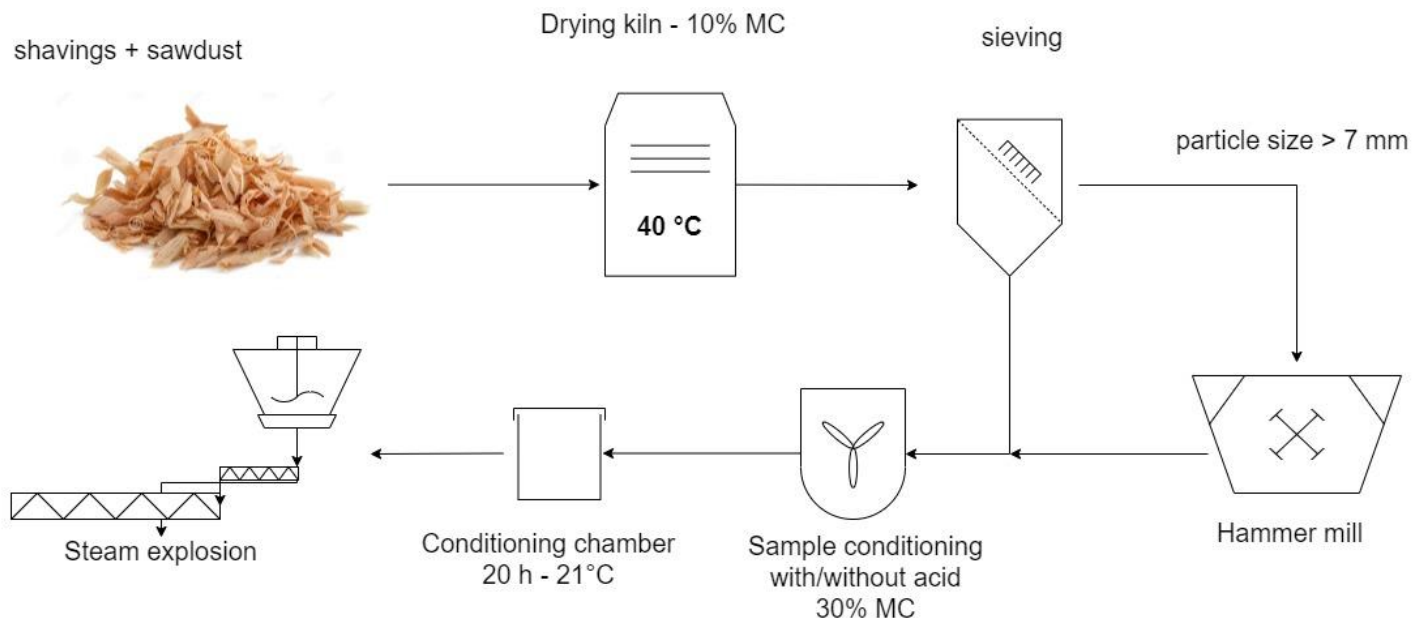 Drying kiln - 10% MC
shavings + sawdust
sieving
particle size > 7 mm
40 °C
Steam explosion
Conditioning chamber
20 h - 21°C
Sample conditioning
with/without acid
30% MC
Hammer mill